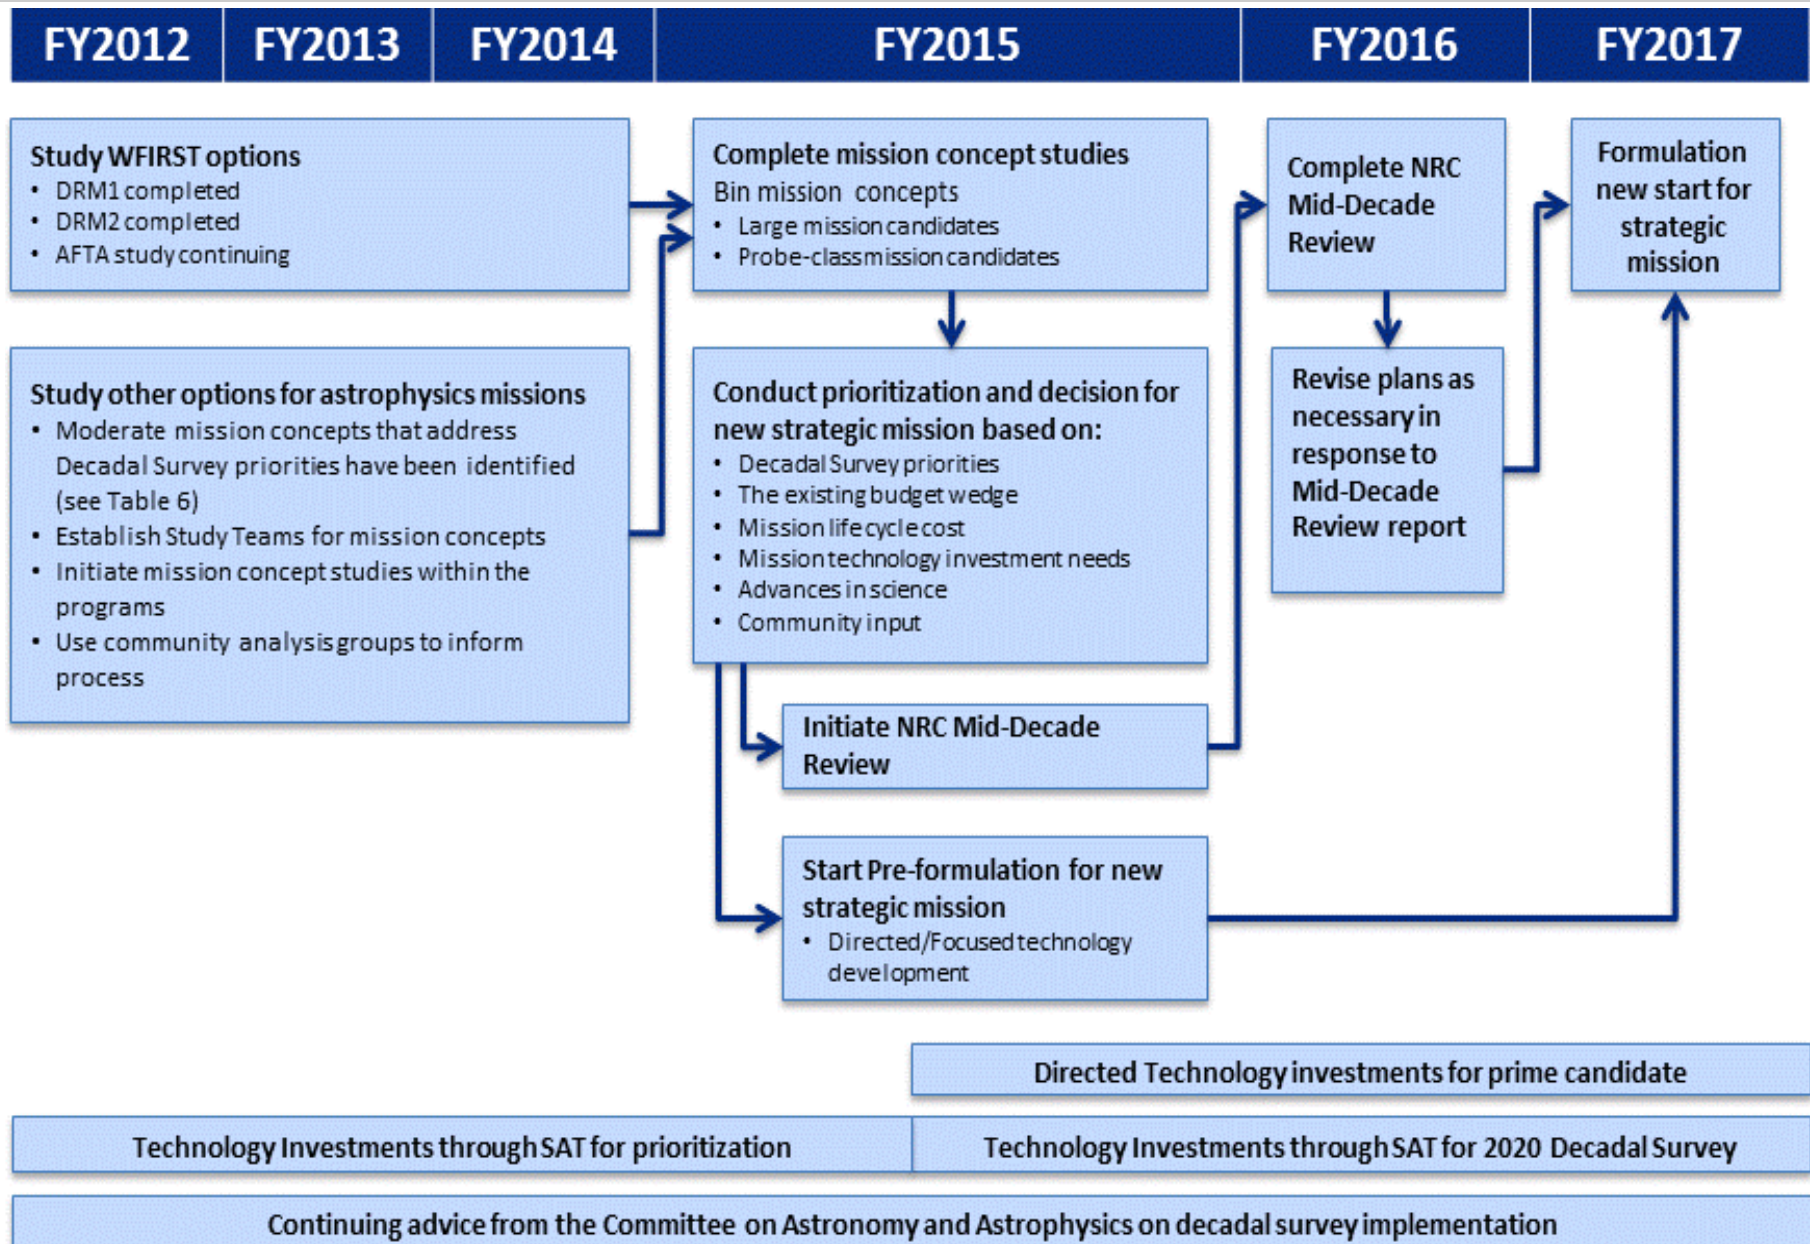 FY2012 FY2013 FY2014 FY2015 FY2016 FY2017
Study WFIRST options
• DRM1 completed
• DRM2 completed
• AFTA study continuing
Study other options for astrophysics missions
• Moderate mission concepts that address
Decadal Survey priorities have been identified
(see Table 6)
• Establish Study Teams for mission concepts
• Initiate mission concept studies within the
programs
• Use community analysis groups to inform
process
Complete mission concept studies
Bin mission concepts
• Large mission candidates
• Probe-class mission candidates
Conduct prioritization and decision for
new strategic mission based on:
• Decadal Survey priorities
• The existing budget wedge
• Mission life cycle cost
• Mission technology investment needs
• Advances in science
• Community input
Initiate NRC Mid-Decade
Review
Start Pre-formulation for new
strategic mission
• Directed/Focused technology
development
Complete NRC
Mid-Decade
Review
Revise plans as
necessary in
response to
Mid-Decade
Review report
Formulation
new start for
strategic
mission
Directed Technology investments for prime candidate
Technology Investments through SAT for prioritization
Technology Investments through SAT for 2020 Decadal Survey
Continuing advice from the Committee on Astronomy and Astrophysics on decadal survey implementation